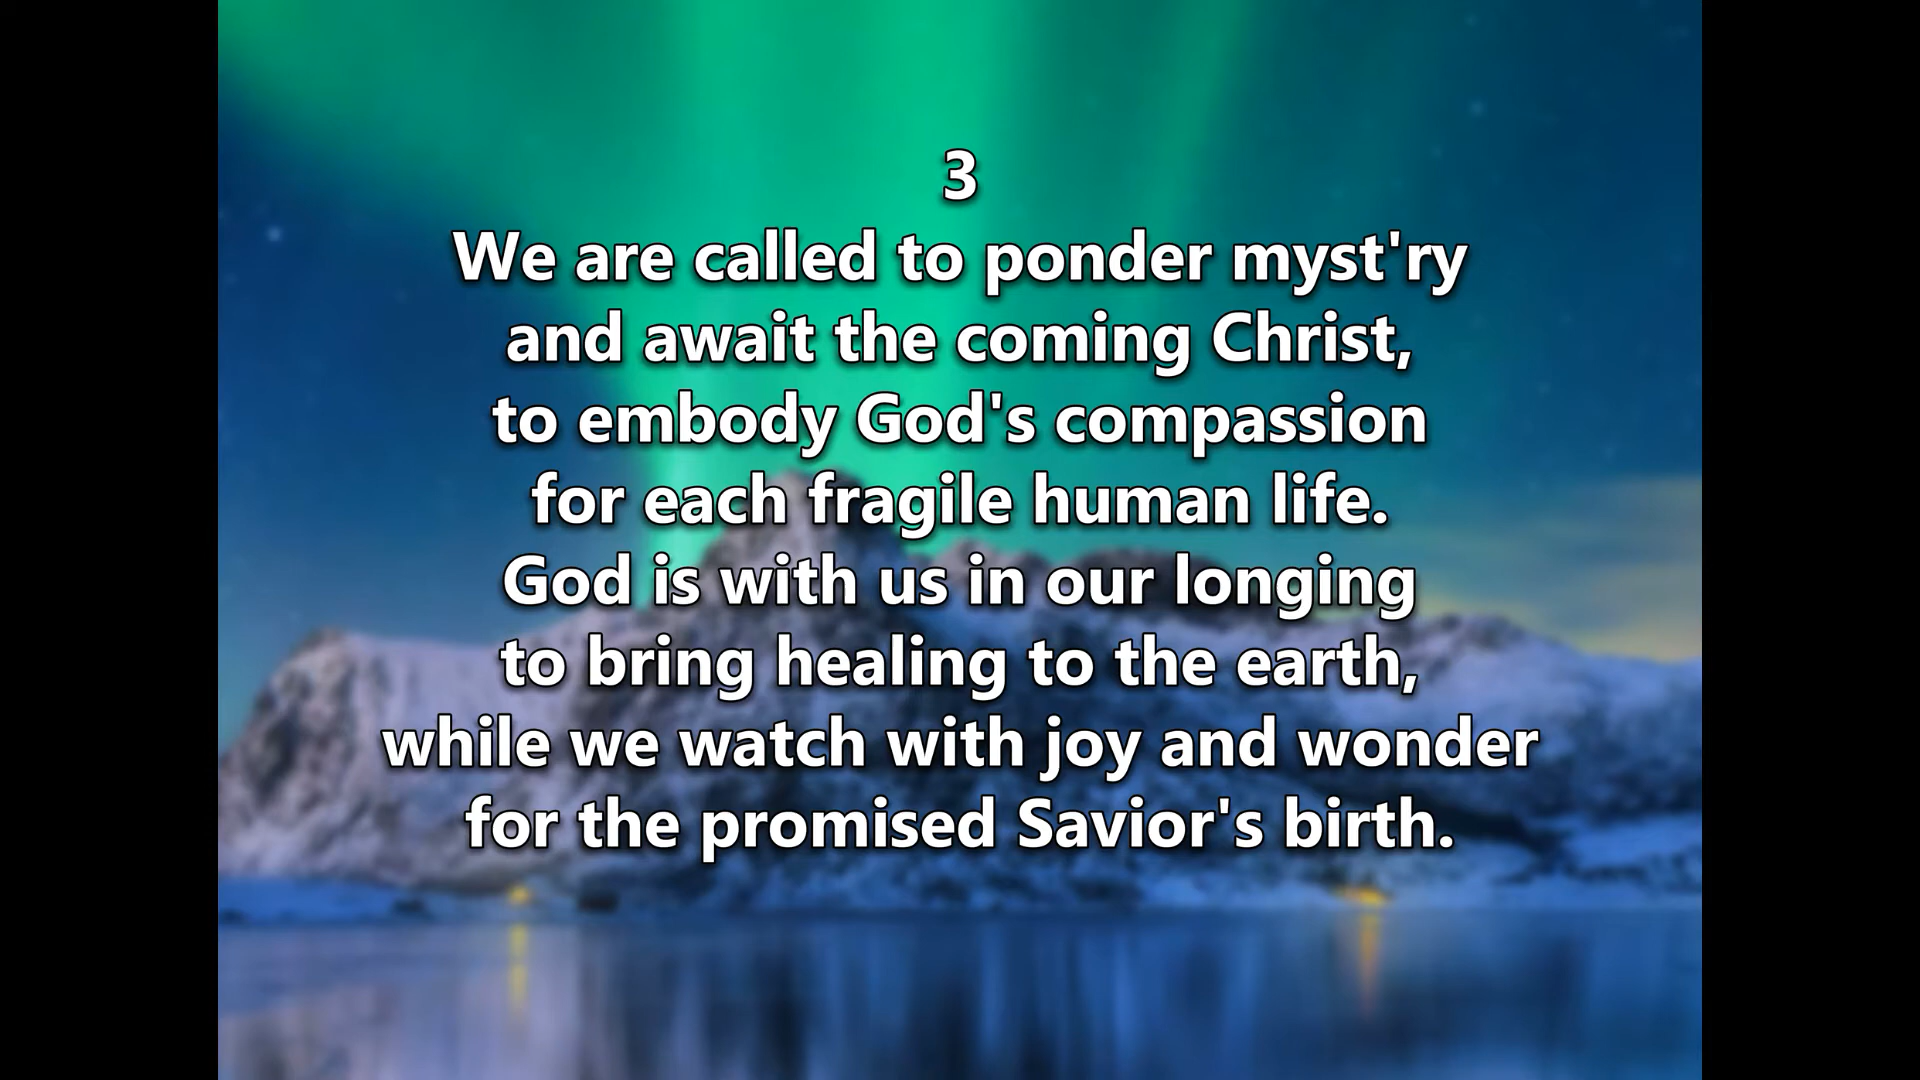 3
We are called to ponder myst'ry
and await the coming Christ,
to embody God's compassion
for each fragile human life.
God is with us in our longing
to bring healing to the earth,
while we watch with joy and wonder
for the promised Savior's birth.